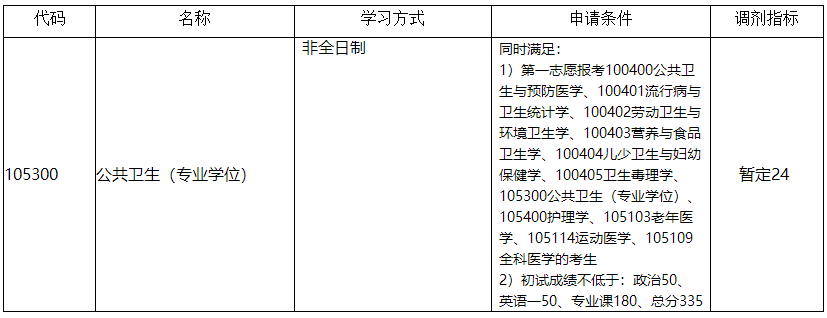 代码 名称 学习方式 申请条件 调剂指标
105300 公共卫生（专业学位） 非全日制
同时满足：
1）第一志愿报考100400公共卫
生与预防医学、100401流行病与
卫生统计学、100402劳动卫生与
环境卫生学、100403营养与食品
卫生学、100404儿少卫生与妇幼
保健学、100405卫生毒理学、
105300公共卫生（专业学位）、
105400护理学、105103老年医
学、105114运动医学、105109
全科医学的考生
2）初试成绩不低于：政治50、
英语一50、专业课180、总分335
暂定24